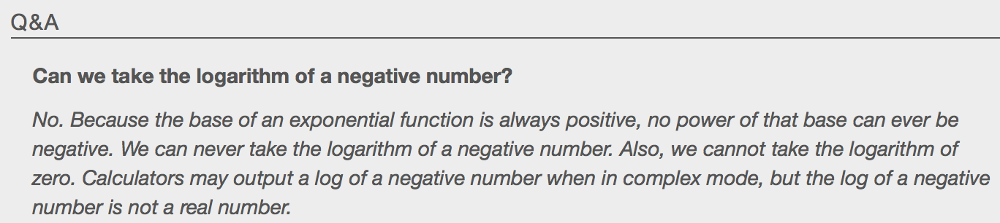 Q&A
Can we take the logarithm of a negative number?
No. Because the base of an exponential function is always positive, no power of that base can ever be
negative. We can never take the logarithm of a negative number. Also, we cannot take the logarithm of
zero. Calculators may output a log of a negative number when in complex mode, but the log of a negative
number is not a real number.